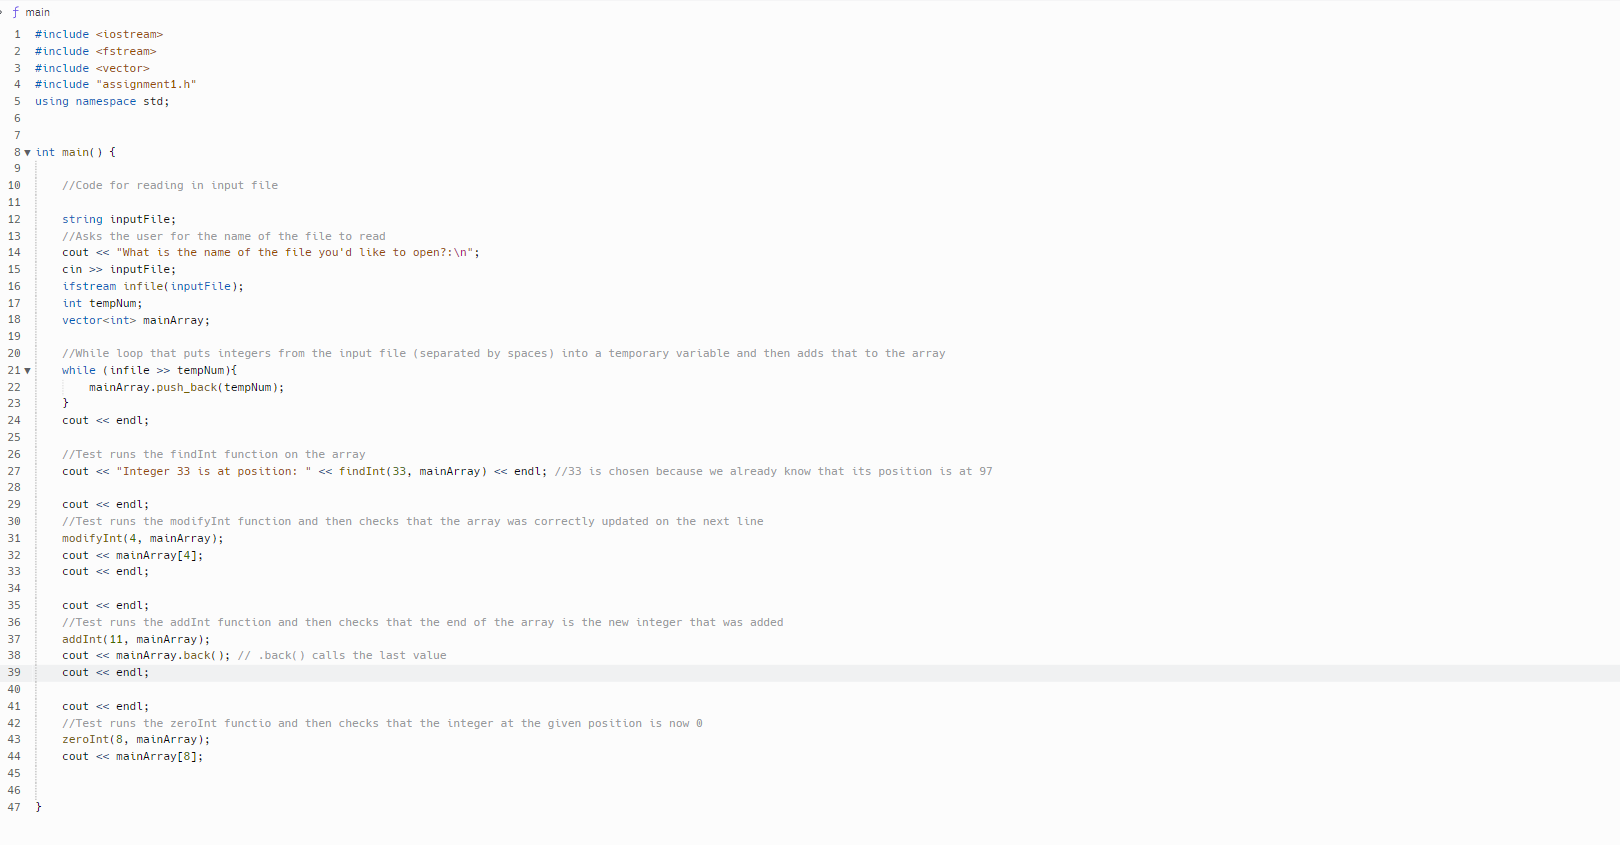 main
1 #include <iostream>
2 #include <fstream>
3 #include <vector>
4 #include "assignment1.h"
5 using namespace std;
6
7
8 int main() {
9
10     //Code for reading in input file
11
12     string inputFile;
13     //Asks the user for the name of the file to read
14     cout << "What is the name of the file you'd like to open?:\n";
15     cin >> inputFile;
16     ifstream infile(inputFile);
17     int tempNum;
18     vector<int> mainArray;
19
20     //While loop that puts integers from the input file (separated by spaces) into a temporary variable and then adds that to the array
21     while (infile >> tempNum){
22         mainArray.push_back(tempNum);
23     }
24     cout << endl;
25
26     //Test runs the findInt function on the array
27     cout << "Integer 33 is at position: " << findInt(33, mainArray) << endl; //33 is chosen because we already know that its position is at 97
28
29     cout << endl;
30     //Test runs the modifyInt function and then checks that the array was correctly updated on the next line
31     modifyInt(4, mainArray);
32     cout << mainArray[4];
33     cout << endl;
34
35     cout << endl;
36     //Test runs the addInt function and then checks that the end of the array is the new integer that was added
37     addInt(11, mainArray);
38     cout << mainArray.back(); // .back() calls the last value
39     cout << endl;
40
41     cout << endl;
42     //Test runs the zeroInt functio and then checks that the integer at the given position is now 0
43     zeroInt(8, mainArray);
44     cout << mainArray[8];
45
46
47 }